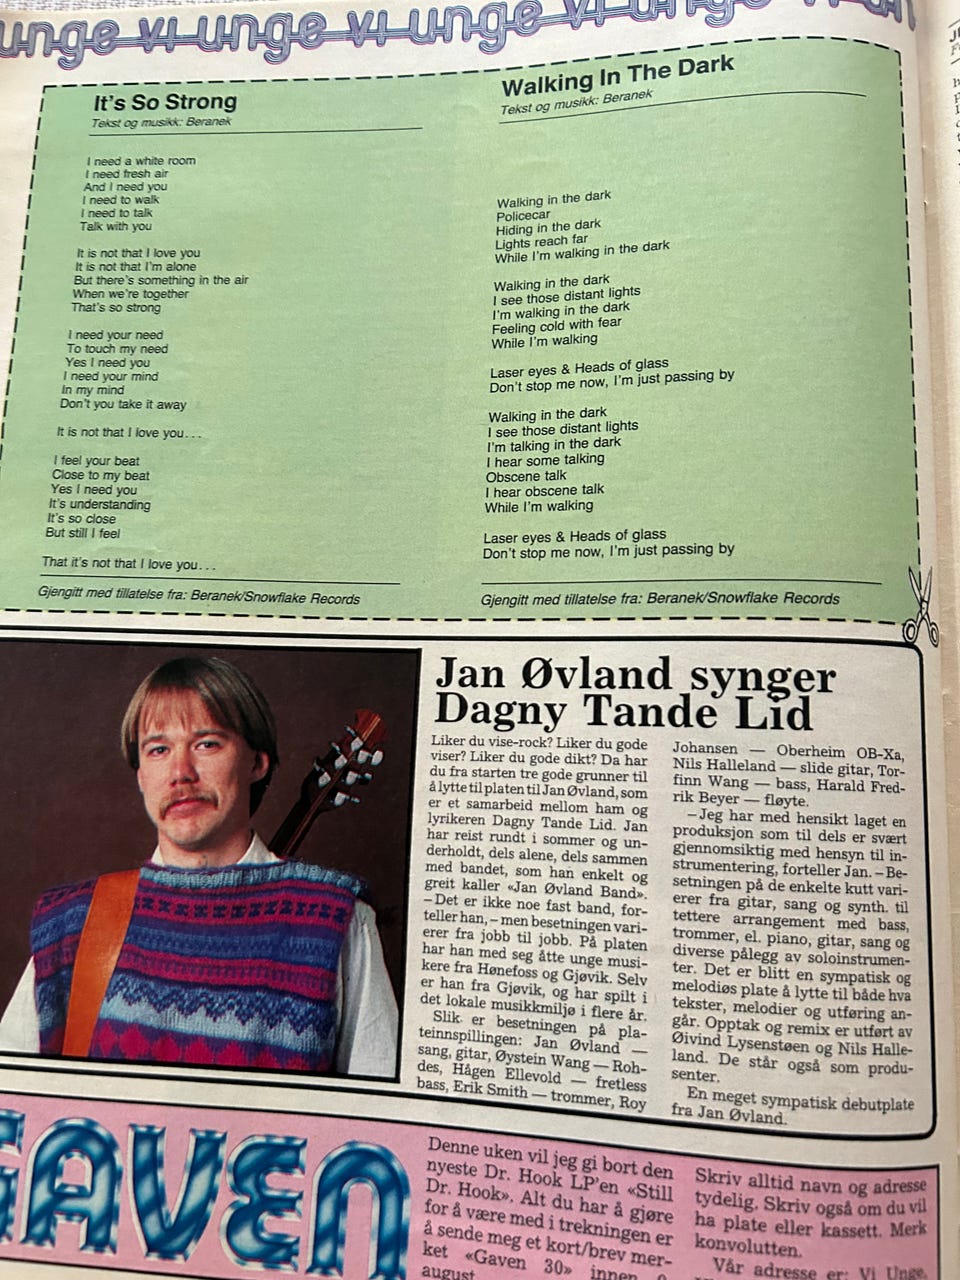 unge vi unge vi unge vi unge vi un
It's So Strong
Tekst og musikk: Beranek
I need a white room
I need fresh air
And I need you
I need to walk
I need to talk
Talk with you
It is not that I love you
It is not that I'm alone
But there's something in the air
When we're together
That's so strong
I need your need
To touch my need
Yes I need you
I need your mind
In my mind
Don't you take it away
It is not that I love you...
I feel your beat
Close to my beat
Yes I need you
It's understanding
It's so close
But still I feel
That it's not that I love you...
Gjengitt med tillatelse fra: Beranek/Snowflake Records
Walking In The Dark
Tekst og musikk: Beranek
Walking in the dark
Policecar
Hiding in the dark
Lights reach far
While I'm walking in the dark
Walking in the dark
I see those distant lights
I'm walking in the dark
Feeling cold with fear
While I'm walking
Laser eyes & Heads of glass
Don't stop me now, I'm just passing by
Walking in the dark
I see those distant lights
I'm talking in the dark
I hear some talking
Obscene talk
I hear obscene talk
While I'm walking
Laser eyes & Heads of glass
Don't stop me now, I'm just passing by
Gjengitt med tillatelse fra: Beranek/Snowflake Records
Jan Øvland synger
Dagny Tande Lid
Liker du vise-rock? Liker du gode
viser? Liker du gode dikt? Da har
du fra starten tre gode grunner til
å lytte til platen til Jan Øvland, som
er et samarbeid mellom ham og
lyrikeren Dagny Tande Lid. Jan
har reist rundt i sommer og un-
derholdt, dels alene, dels sammen
med bandet, som han enkelt og
greit kaller «Jan Øvland Band».
– Det er ikke noe fast band, for-
teller han, – men besetningen vari-
erer fra jobb til jobb. På platen
har han med seg åtte unge musi-
kere fra Hønefoss og Gjøvik. Selv
er han fra Gjøvik, og har spilt i
det lokale musikkmiljø i flere år.
Slik er besetningen på pla-
teinnspillingen: Jan Øvland —
sang, gitar, Øystein Wang — Roh-
des, Hågen Ellevold — fretless
bass, Erik Smith — trommer, Roy
Johansen — Oberheim OB-Xa,
Nils Halleland — slide gitar, Tor-
finn Wang — bass, Harald Fred-
rik Beyer — fløyte.
– Jeg har med hensikt laget en
produksjon som til dels er svært
gjennomsiktig med hensyn til in-
strumentering, forteller Jan. – Be-
setningen på de enkelte kutt vari-
erer fra gitar, sang og synth. til
tettere arrangement med bass,
trommer, el. piano, gitar, sang og
diverse pålegg av soloinstrumen-
ter. Det er blitt en sympatisk og
melodiøs plate å lytte til både hva
tekster, melodier og utføring an-
går. Opptak og remix er utført av
Øivind Lysenstøen og Nils Halle-
land. De står også som produ-
senter.
En meget sympatisk debutplate
fra Jan Øvland.
GAVEN
Denne uken vil jeg gi bort den
nyeste Dr. Hook LP'en «Still
Dr. Hook». Alt du har å gjøre
for å være med i trekningen er
å sende meg et kort/brev mer-
ket «Gaven 30» innen
august.
Skriv alltid navn og adresse
tydelig. Skriv også om du vil
ha plate eller kassett. Merk
konvolutten.
Vår adresse er: Vi Unge,